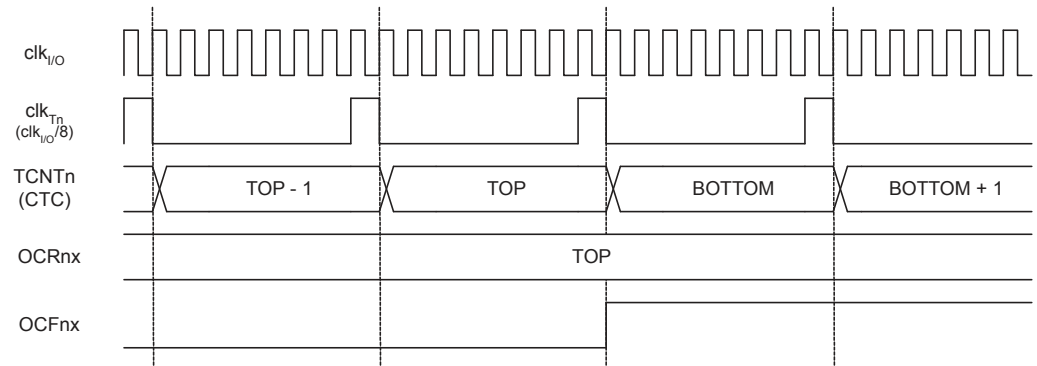 clkI/O
clkTn
(clkI/O/8)
TCNTn
(CTC)
TOP - 1
TOP
BOTTOM
BOTTOM + 1
OCRnx
TOP
OCFnx